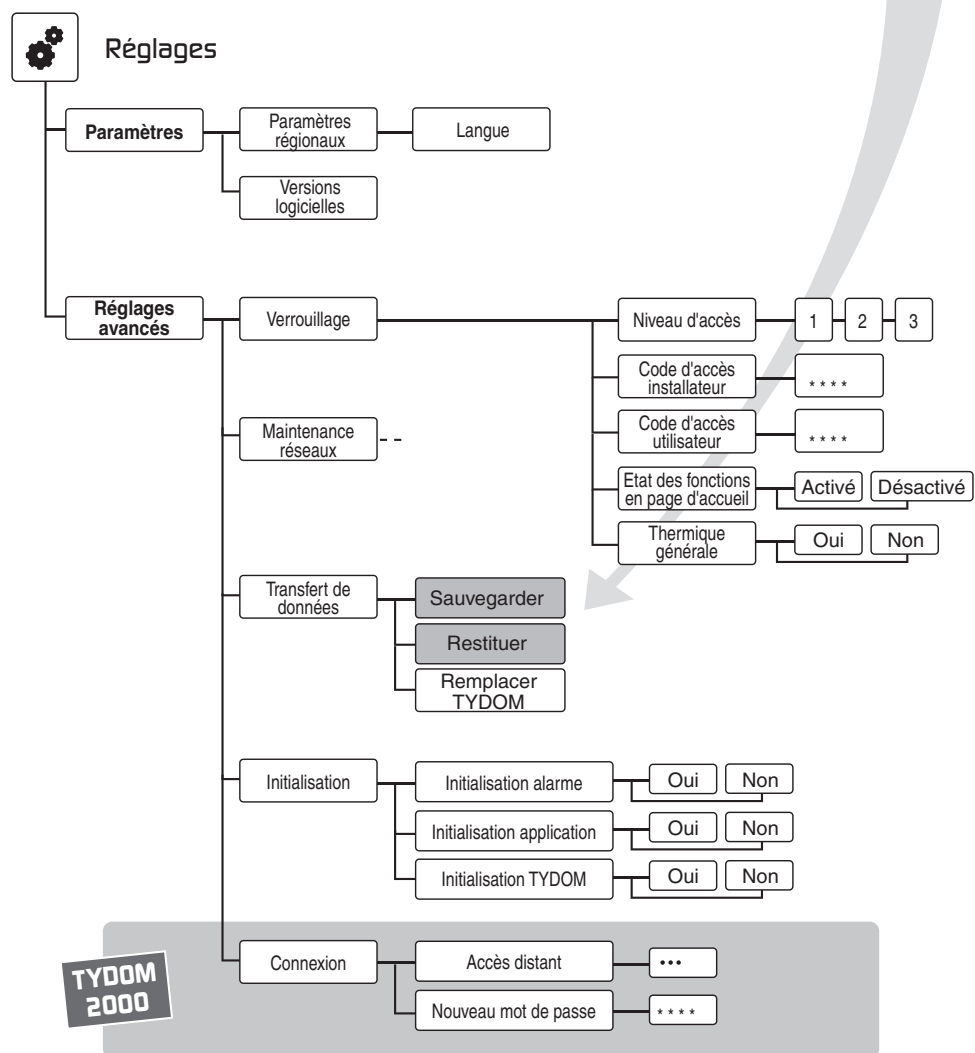 Réglages
Paramètres
Paramètres
régionaux
Langue
Versions
logicielles
Réglages
avancés
Verrouillage
Niveau d'accès
1
2
3
Code d'accès
installateur
* * * *
Code d'accès
utilisateur
* * * *
Etat des fonctions
en page d'accueil
Activé
Désactivé
Thermique
générale
Oui
Non
Maintenance
réseaux
Transfert de
données
Sauvegarder
Restituer
Remplacer
TYDOM
Initialisation
Initialisation alarme
Oui
Non
Initialisation application
Oui
Non
Initialisation TYDOM
Oui
Non
TYDOM
2000
Connexion
Accès distant
•••
Nouveau mot de passe
* * * *